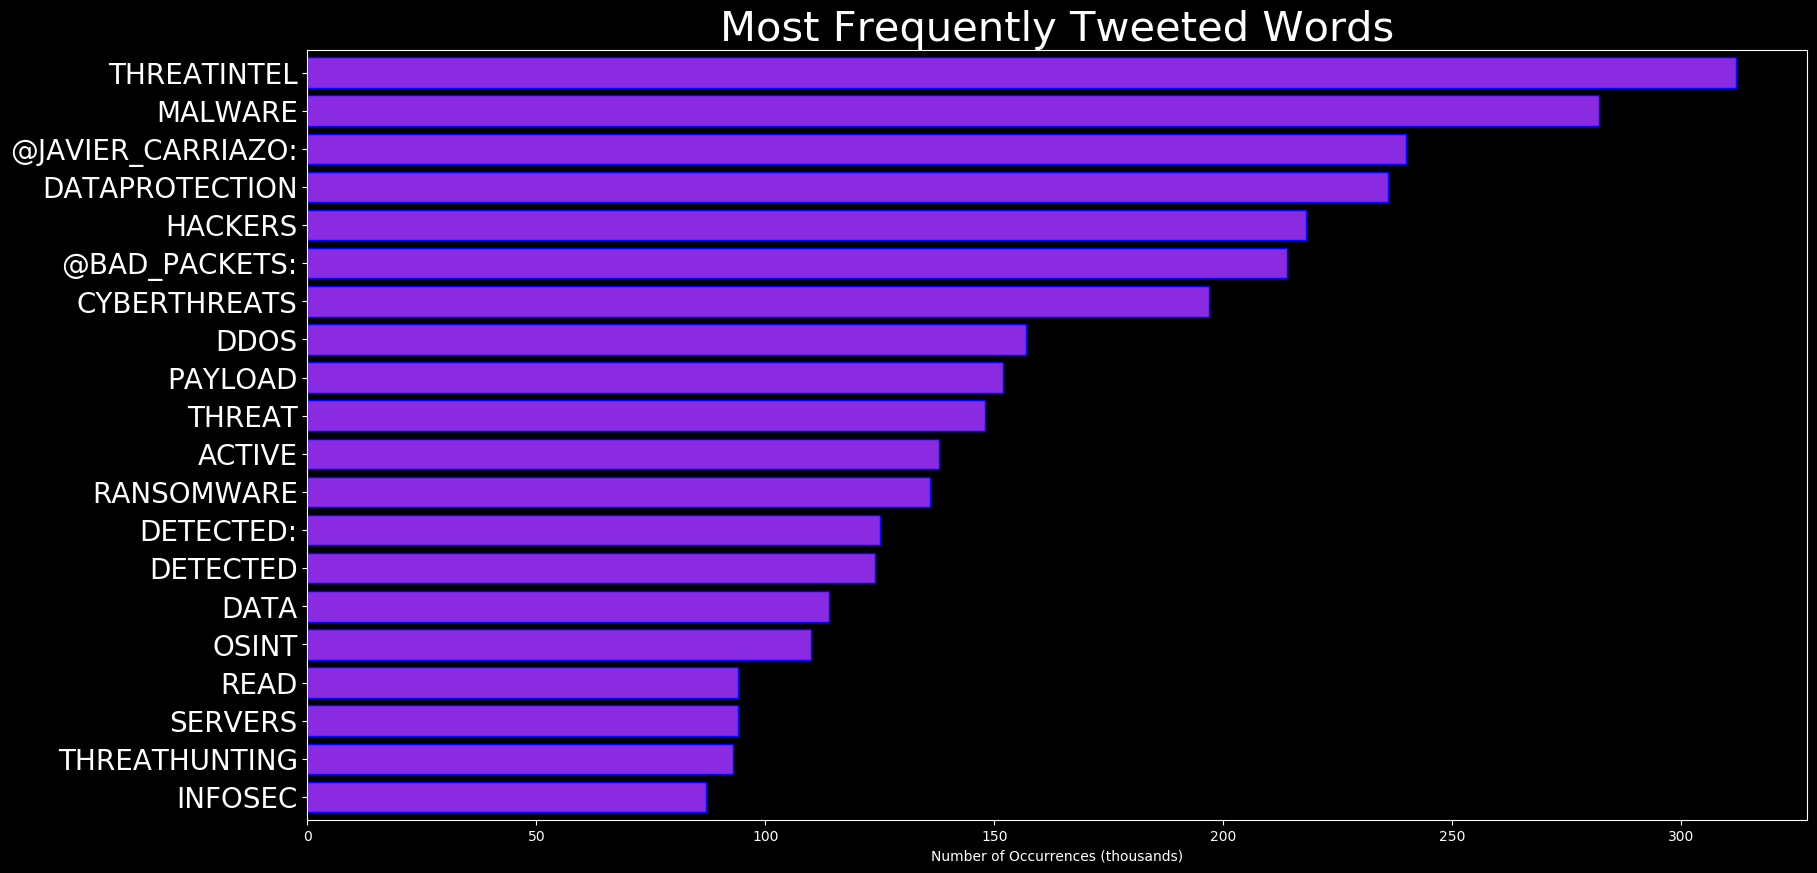 Most Frequently Tweeted Words
THREATINTEL
MALWARE
@JAVIER_CARRIAZO:
DATAPROTECTION
HACKERS
@BAD_PACKETS:
CYBERTHREATS
DDOS
PAYLOAD
THREAT
ACTIVE
RANSOMWARE
DETECTED:
DETECTED
DATA
OSINT
READ
SERVERS
THREATHUNTING
INFOSEC
0 50 100 150 200 250 300
Number of Occurrences (thousands)